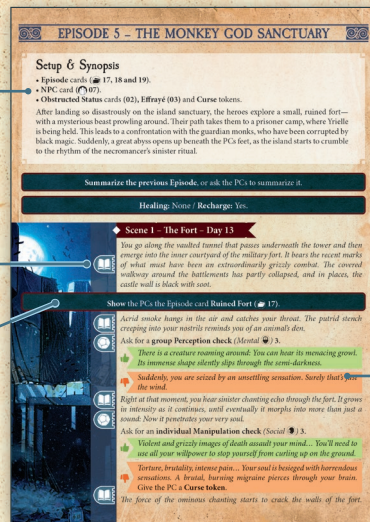 EPISODE 5 – THE MONKEY GOD SANCTUARY
Setup & Synopsis
• Episode cards (17, 18 and 19).
• NPC card (07).
• Obstructed Status cards (02), Effrayé (03) and Curse tokens.
After landing so disastrously on the island sanctuary, the heroes explore a small, ruined fort—
with a mysterious beast prowling around. Their path takes them to a prisoner camp, where Yrielle
is being held. This leads to a confrontation with the guardian monks, who have been corrupted by
black magic. Suddenly, a great abyss opens up beneath the PCs feet, as the island starts to crumble
to the rhythm of the necromancer's sinister ritual.
Summarize the previous Episode, or ask the PCs to summarize it.
Healing: None / Recharge: Yes.
Scene 1 – The Fort – Day 13
You go along the vaulted tunnel that passes underneath the tower and then
emerge into the inner courtyard of the military fort. It bears the recent marks
of what must have been an extraordinarily grizzly combat. The covered
walkway around the battlements has partly collapsed, and in places, the
castle wall is black with soot.
Show the PCs the Episode card Ruined Fort (17).
Acrid smoke hangs in the air and catches your throat. The putrid stench
creeping into your nostrils reminds you of an animal's den.
Ask for a group Perception check (Mental) 3.
There is a creature roaming around: You can hear its menacing growl.
Its immense shape silently slips through the semi-darkness.
Suddenly, you are seized by an unsettling sensation. Surely that's just
the wind.
Right at that moment, you hear sinister chanting echo through the fort. It grows
in intensity as it continues, until eventually it morphs into more than just a
sound: Now it penetrates your very soul.
Ask for an individual Manipulation check (Social) 3.
Violent and grizzly images of death assault your mind… You'll need to
use all your willpower to stop yourself from curling up on the ground.
Torture, brutality, intense pain… Your soul is besieged with horrendous
sensations. A brutal, burning migraine pierces through your brain.
Give the PC a Curse token.
The force of the ominous chanting starts to crack the walls of the fort.